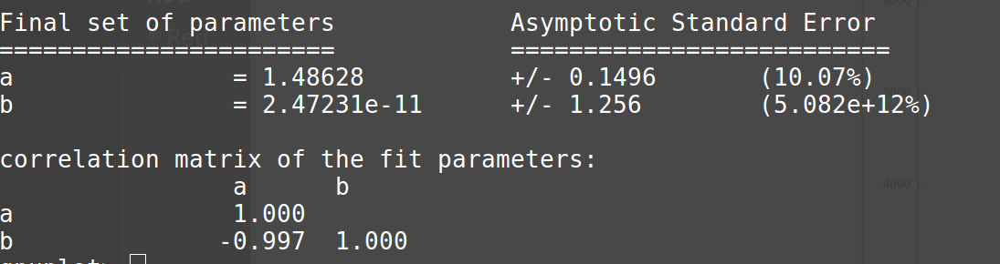 Final set of parameters Asymptotic Standard Error
======================= ==========================
a = 1.48628 +/- 0.1496 (10.07%)
b = 2.47231e-11 +/- 1.256 (5.082e+12%)
correlation matrix of the fit parameters:
a b
a 1.000
b -0.997 1.000
4000